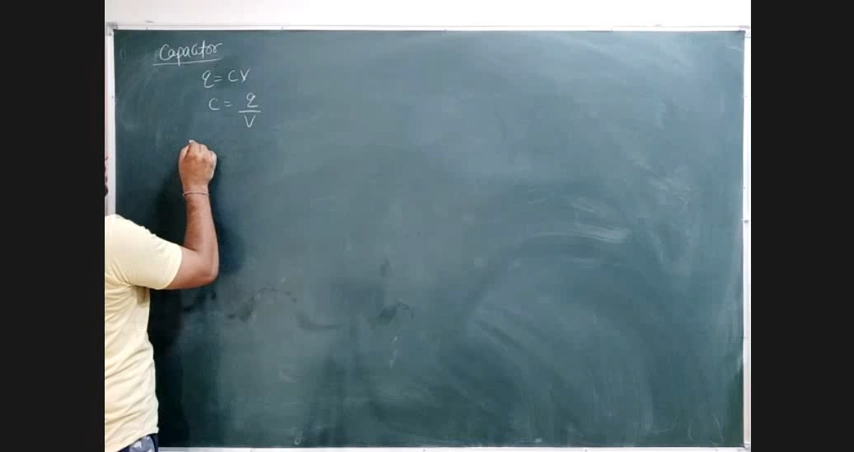 Capacitor
q = CV
C = q/V